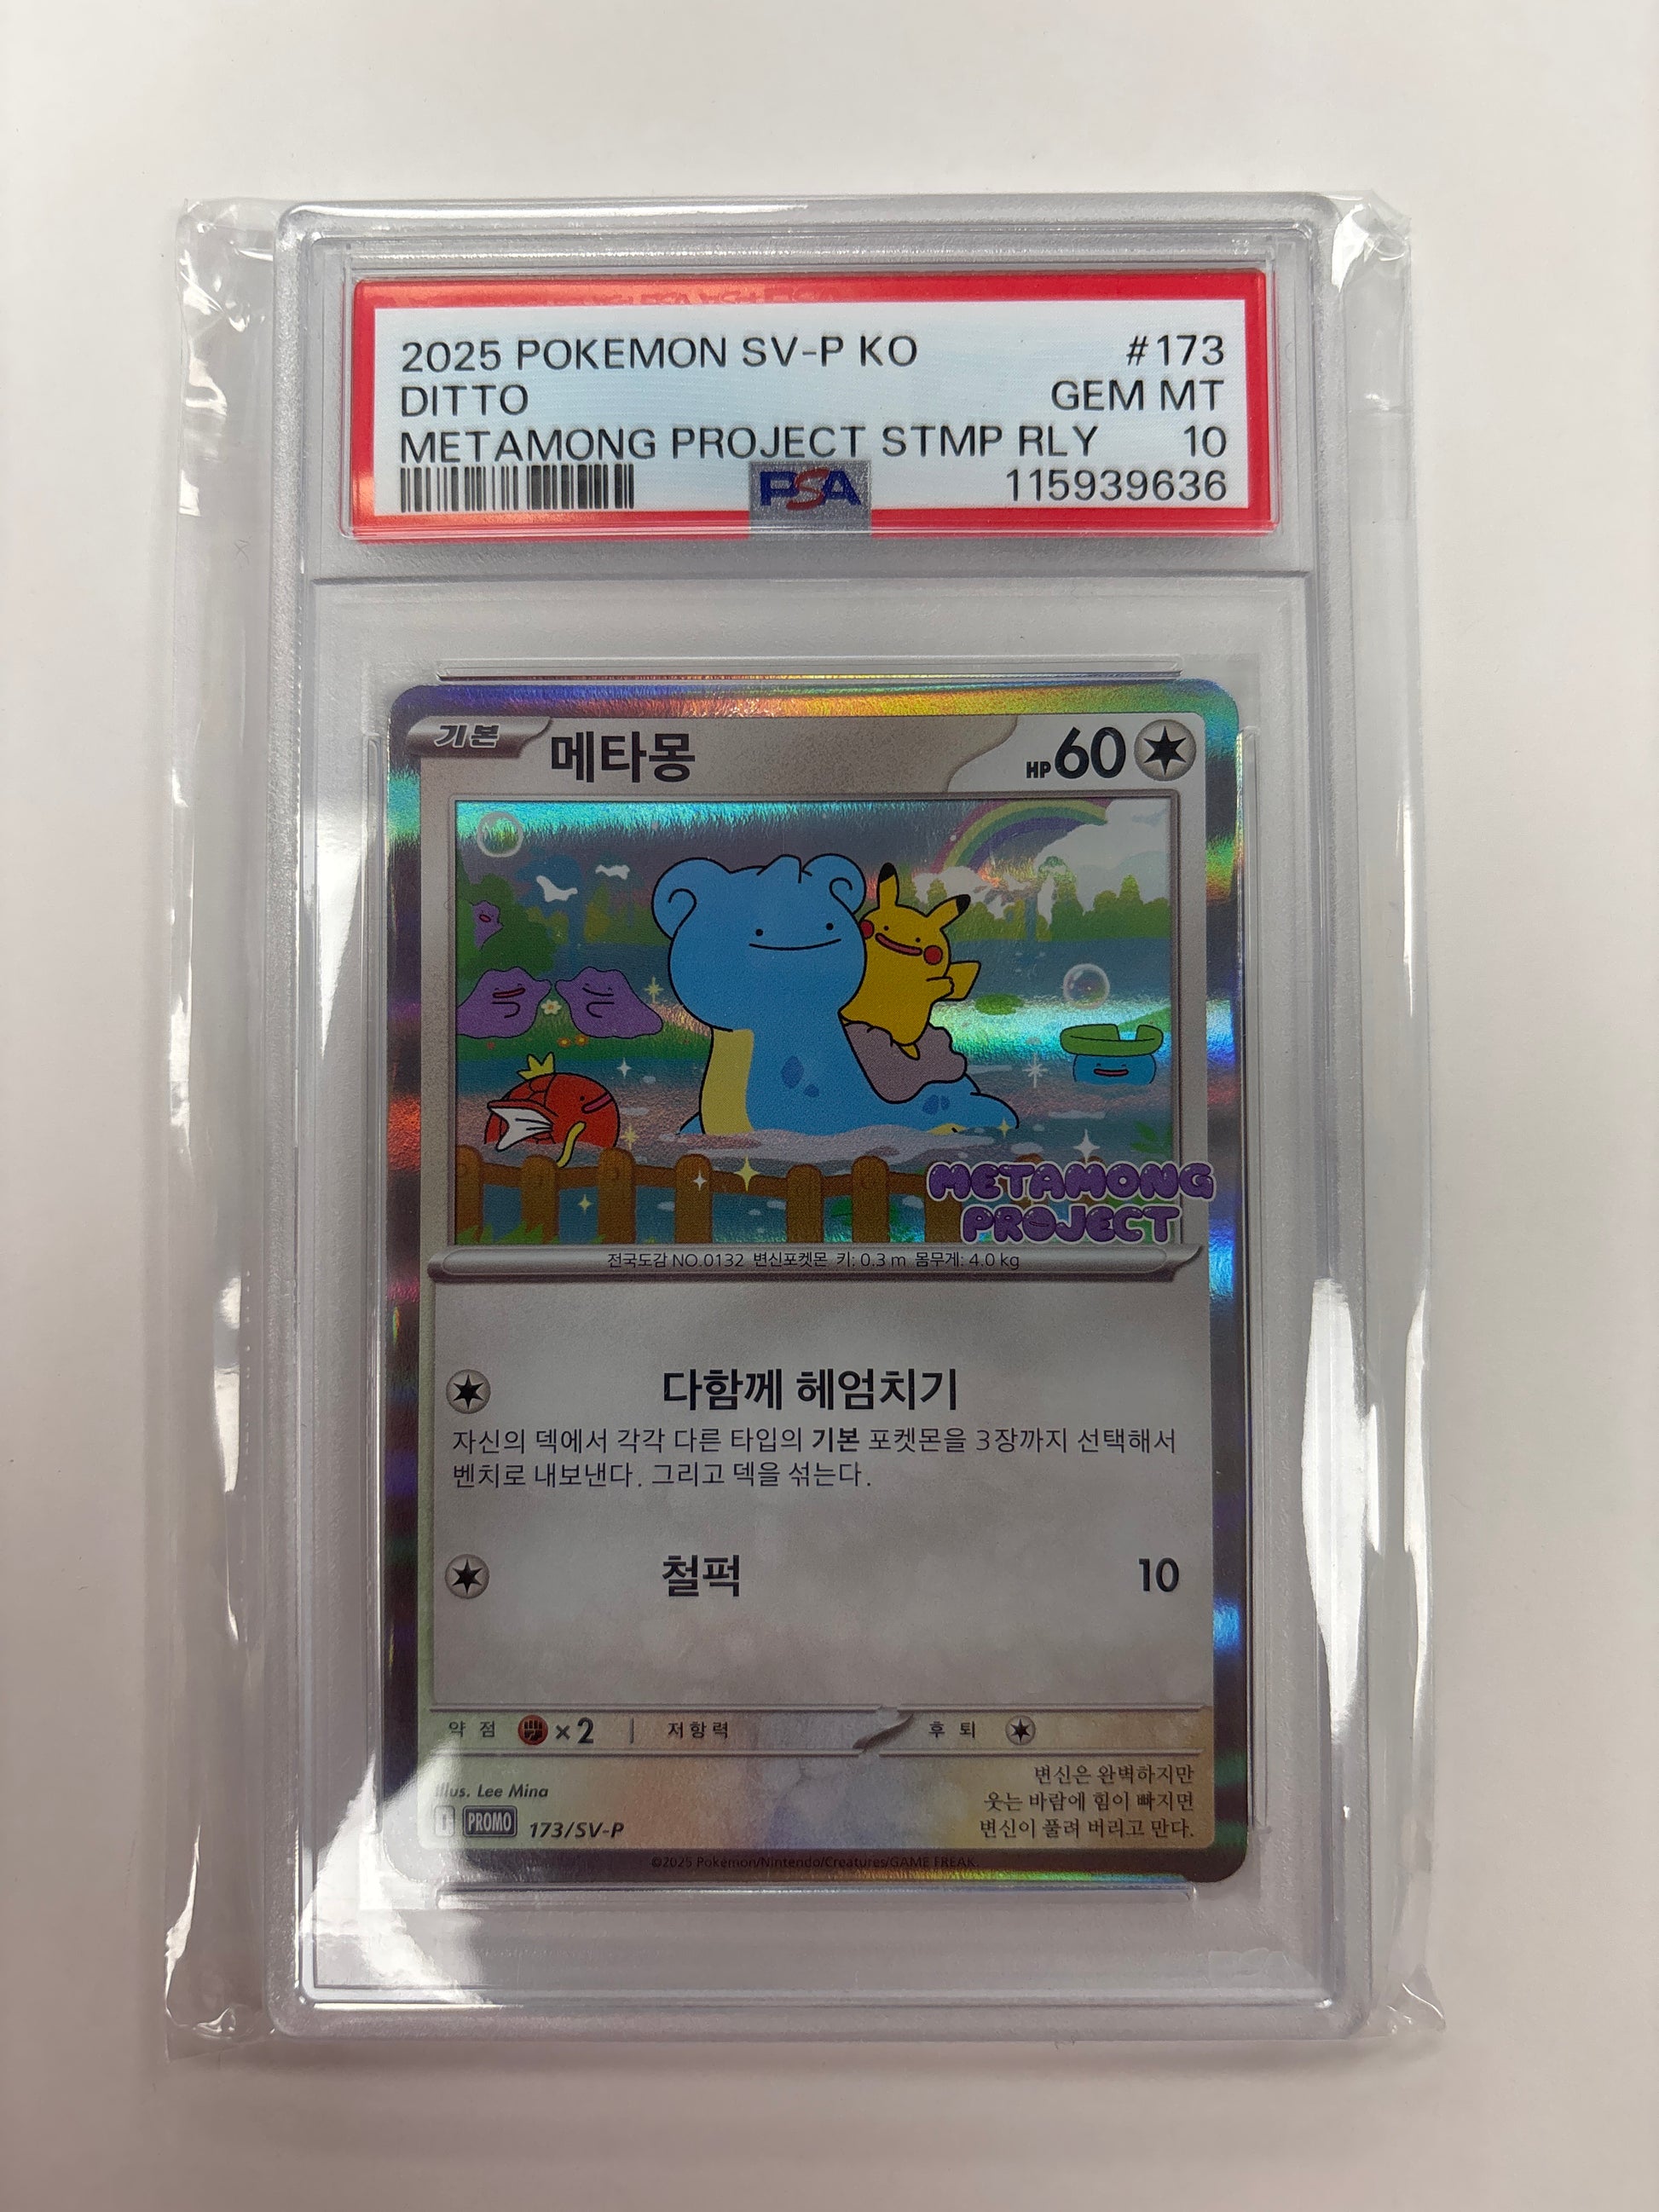 2025 POKEMON SV-P KO #173
DITTO GEM MT
METAMONG PROJECT STMP RLY 10
PSA 115939636
기본 메타몽 HP 60
METAMONG
PROJECT
전국도감 NO.0132 변신포켓몬 키: 0.3 m 몸무게: 4.0 kg
다함께 헤엄치기
자신의 덱에서 각각 다른 타입의 기본 포켓몬을 3장까지 선택해서
벤치로 내보낸다. 그리고 덱을 섞는다.
철퍽 10
약점 ×2 저항력 후퇴
Illus. Lee Mina
변신은 완벽하지만
웃는 바람에 힘이 빠지면
변신이 풀려 버리고 만다.
PROMO 173/SV-P
©2025 Pokémon/Nintendo/Creatures/GAME FREAK.